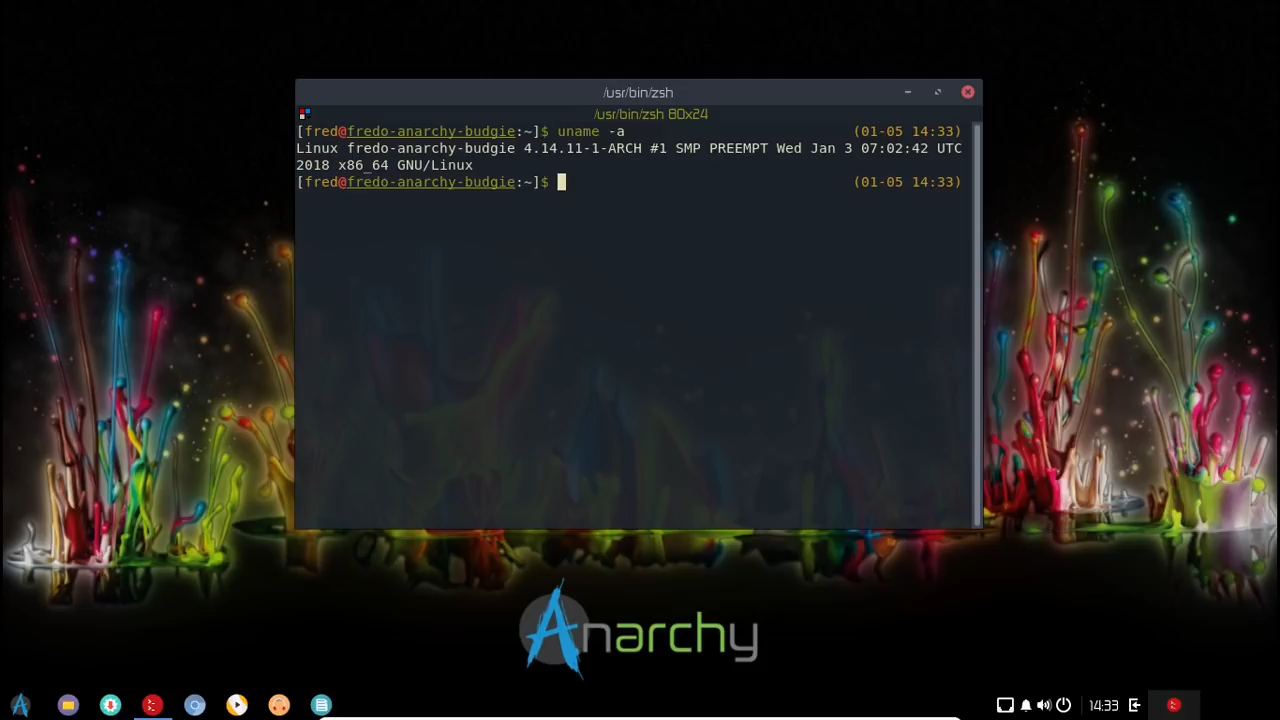 /usr/bin/zsh
/usr/bin/zsh 80x24
[fred@fredo-anarchy-budgie:~]$ uname -a (01-05 14:33)
Linux fredo-anarchy-budgie 4.14.11-1-ARCH #1 SMP PREEMPT Wed Jan 3 07:02:42 UTC
2018 x86_64 GNU/Linux
[fred@fredo-anarchy-budgie:~]$ (01-05 14:33)
Anarchy
14:33